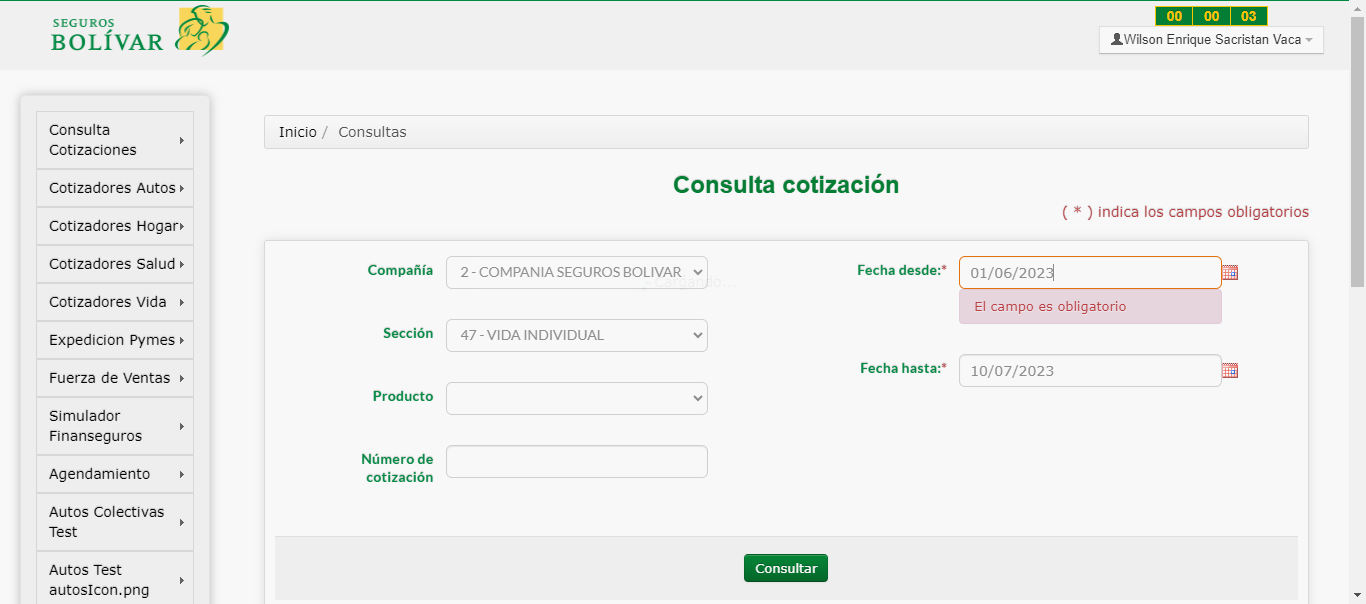 SEGUROS
BOLÍVAR
00 00 03
Wilson Enrique Sacristan Vaca
Consulta
Cotizaciones
Cotizadores Autos
Cotizadores Hogar
Cotizadores Salud
Cotizadores Vida
Expedicion Pymes
Fuerza de Ventas
Simulador
Finanseguros
Agendamiento
Autos Colectivas
Test
Autos Test
autosIcon.png
Inicio / Consultas
Consulta cotización
( * ) indica los campos obligatorios
Compañía
2 - COMPANIA SEGUROS BOLIVAR
Cargando...
Sección
47 - VIDA INDIVIDUAL
Producto
Número de
cotización
Fecha desde:*
01/06/2023
El campo es obligatorio
Fecha hasta:*
10/07/2023
Consultar